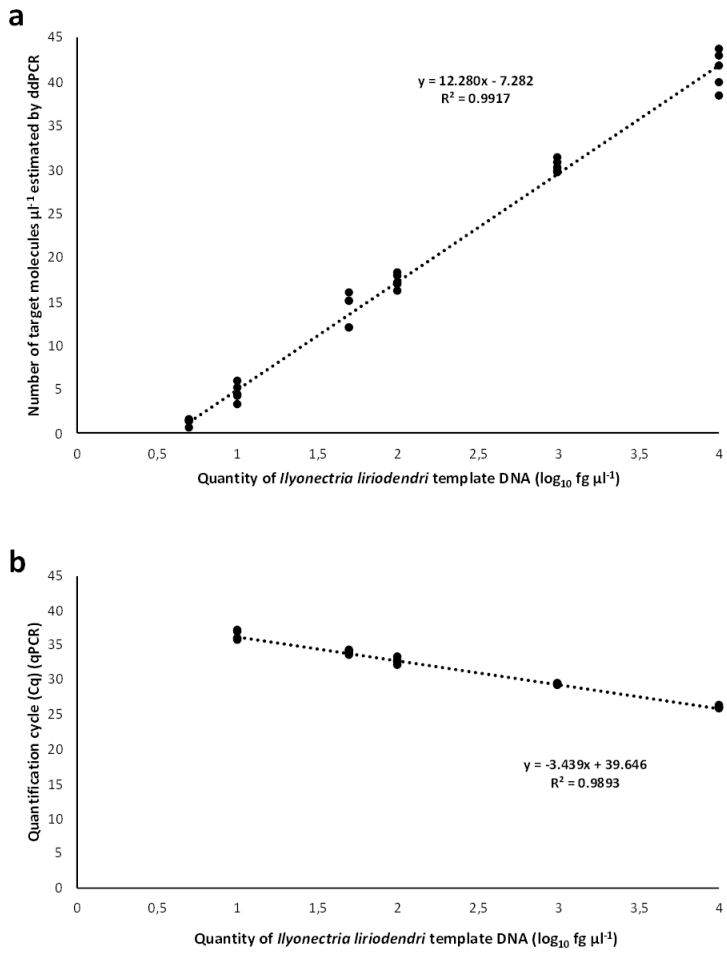 a
Number of target molecules µl⁻¹ estimated by ddPCR
45
40
35
30
25
20
15
10
5
0
y = 12.280x - 7.282
R² = 0.9917
0 0,5 1 1,5 2 2,5 3 3,5 4
Quantity of Ilyonectria liriodendri template DNA (log₁₀ fg µl⁻¹)
b
Quantification cycle (Cq) (qPCR)
45
40
35
30
25
20
15
10
5
0
y = -3.439x + 39.646
R² = 0.9893
0 0,5 1 1,5 2 2,5 3 3,5 4
Quantity of Ilyonectria liriodendri template DNA (log₁₀ fg µl⁻¹)